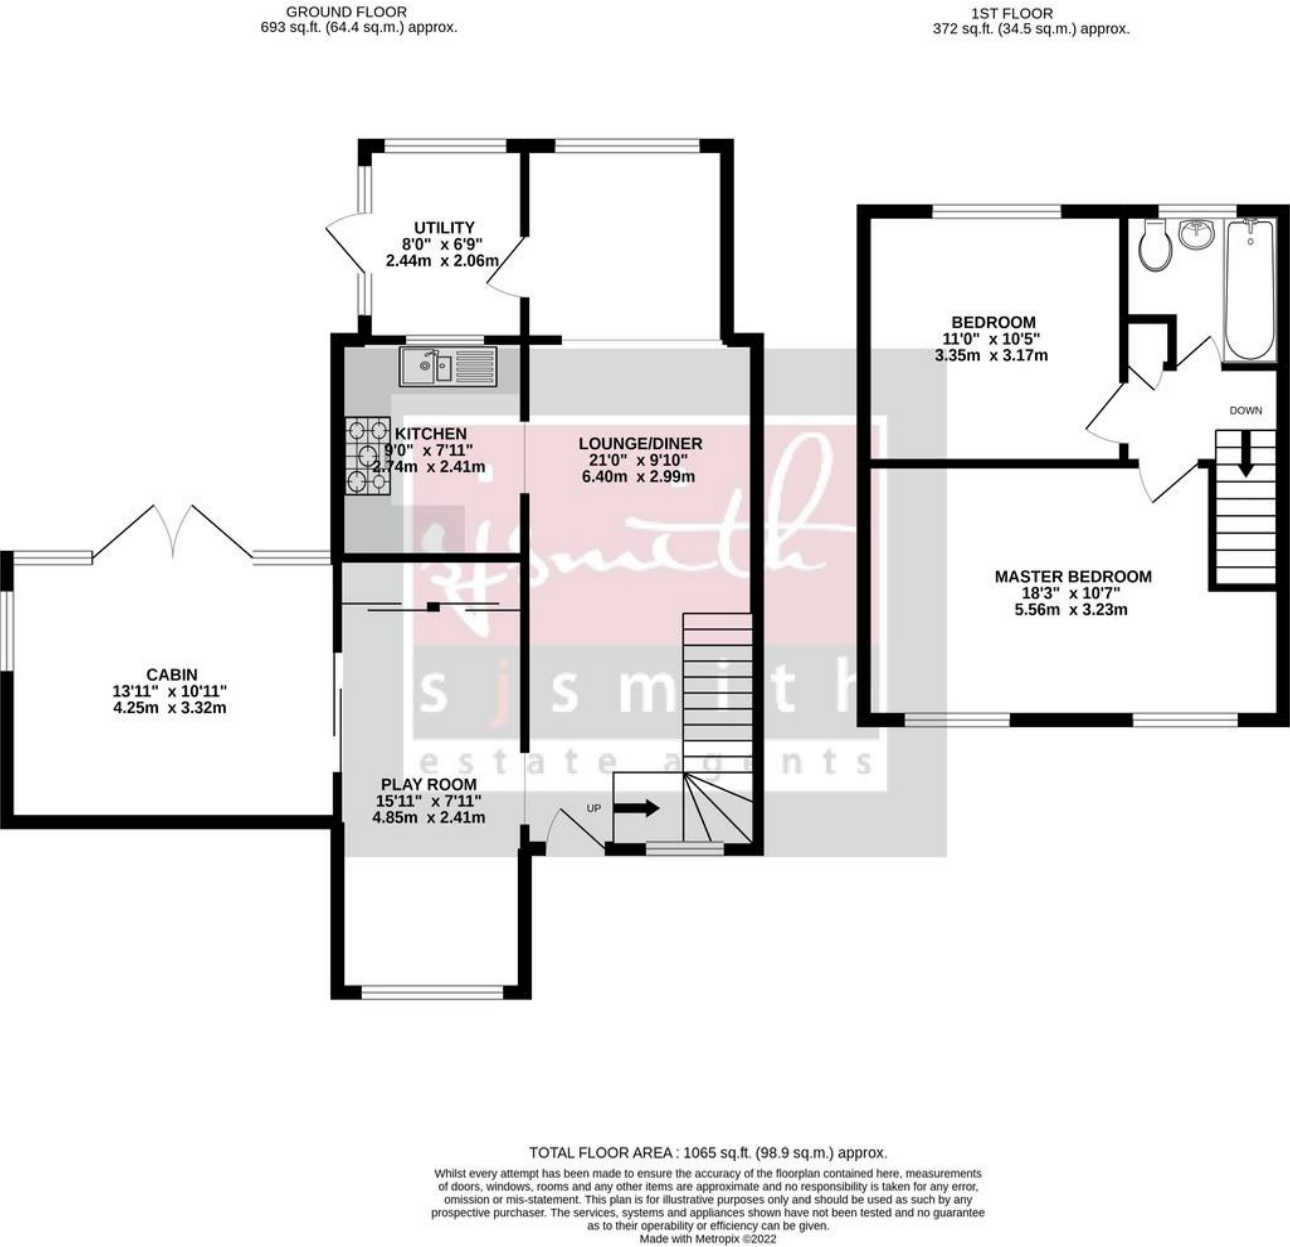 GROUND FLOOR
693 sq.ft. (64.4 sq.m.) approx.
1ST FLOOR
372 sq.ft. (34.5 sq.m.) approx.
UTILITY
8'0" x 6'9"
2.44m x 2.06m
KITCHEN
9'0" x 7'11"
2.74m x 2.41m
LOUNGE/DINER
21'0" x 9'10"
6.40m x 2.99m
CABIN
13'11" x 10'11"
4.25m x 3.32m
PLAY ROOM
15'11" x 7'11"
4.85m x 2.41m
UP
BEDROOM
11'0" x 10'5"
3.35m x 3.17m
DOWN
MASTER BEDROOM
18'3" x 10'7"
5.56m x 3.23m
sjsmith
sjsmith
estate agents
TOTAL FLOOR AREA : 1065 sq.ft. (98.9 sq.m.) approx.
Whilst every attempt has been made to ensure the accuracy of the floorplan contained here, measurements
of doors, windows, rooms and any other items are approximate and no responsibility is taken for any error,
omission or mis-statement. This plan is for illustrative purposes only and should be used as such by any
prospective purchaser. The services, systems and appliances shown have not been tested and no guarantee
as to their operability or efficiency can be given.
Made with Metropix ©2022